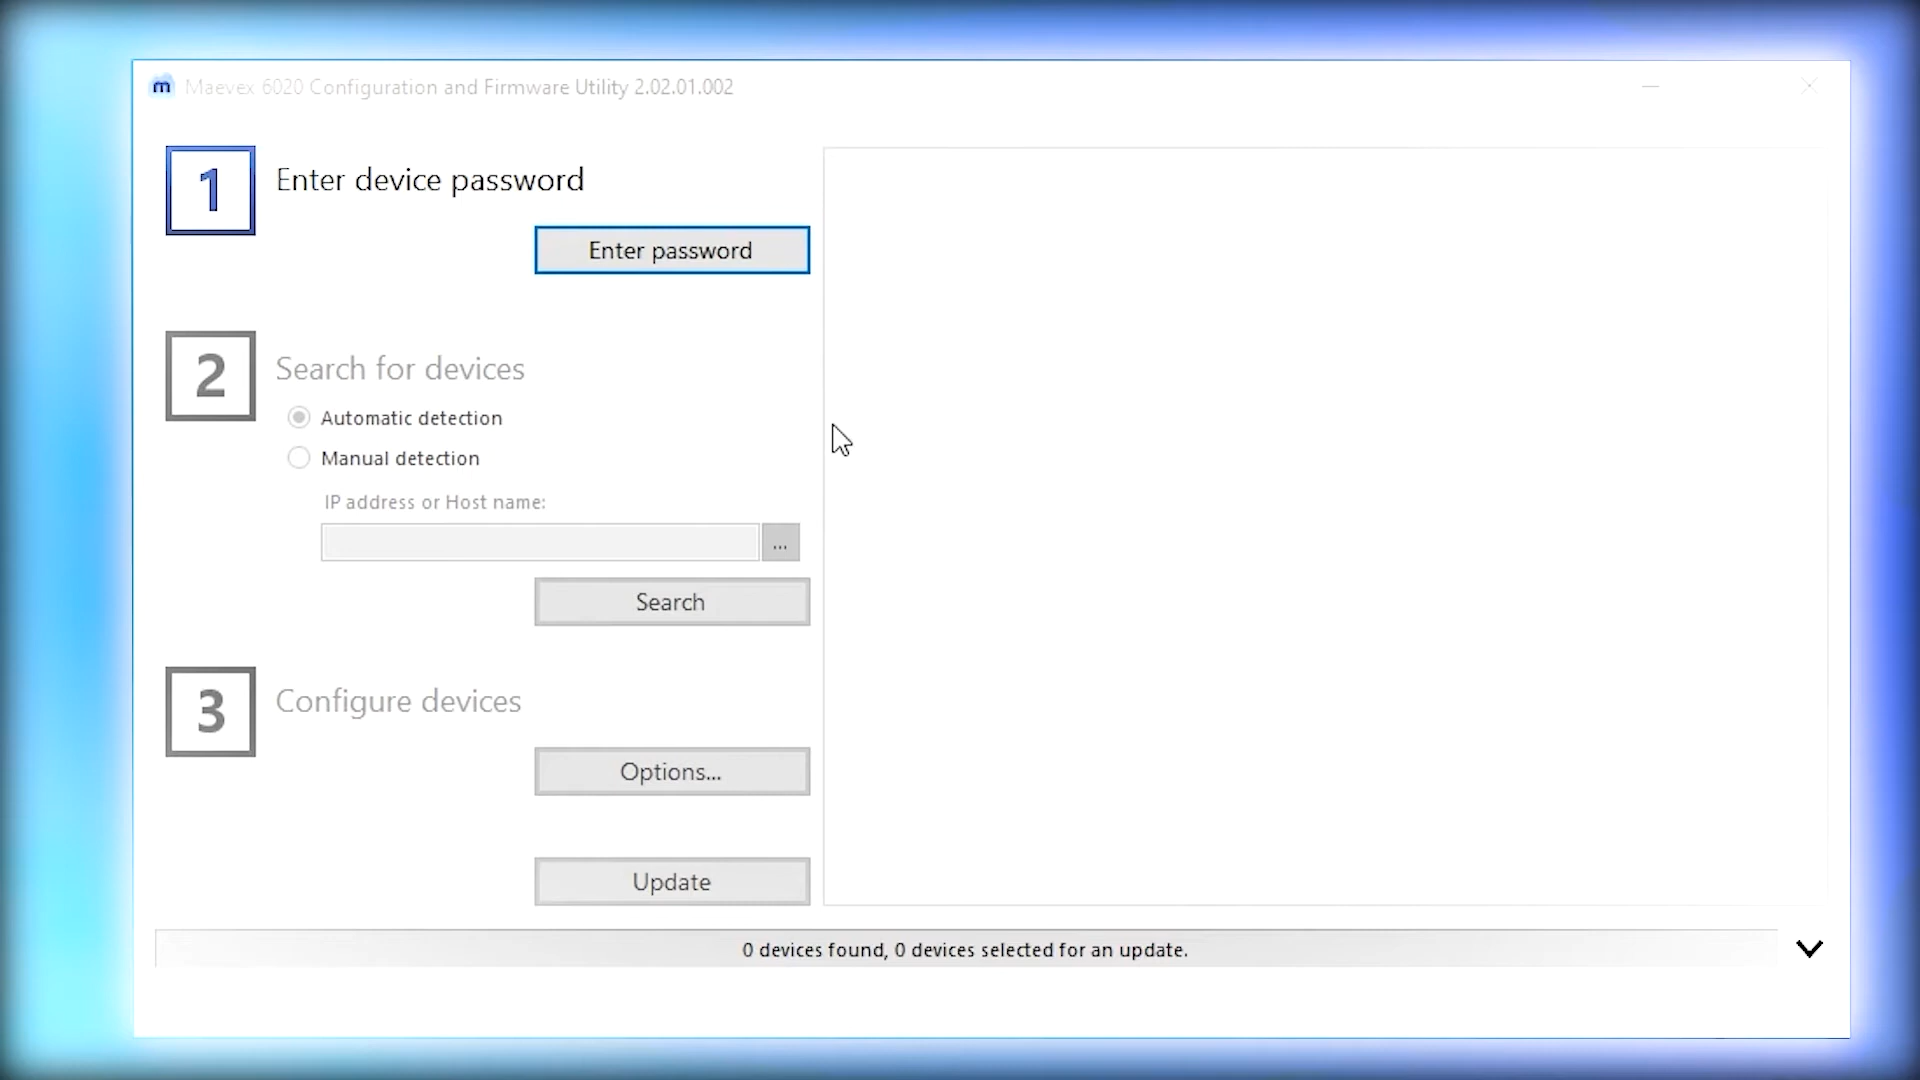 m Maevex 6020 Configuration and Firmware Utility 2.02.01.002
1 Enter device password
Enter password
2 Search for devices
Automatic detection
Manual detection
IP address or Host name:
...
Search
3 Configure devices
Options...
Update
0 devices found, 0 devices selected for an update.